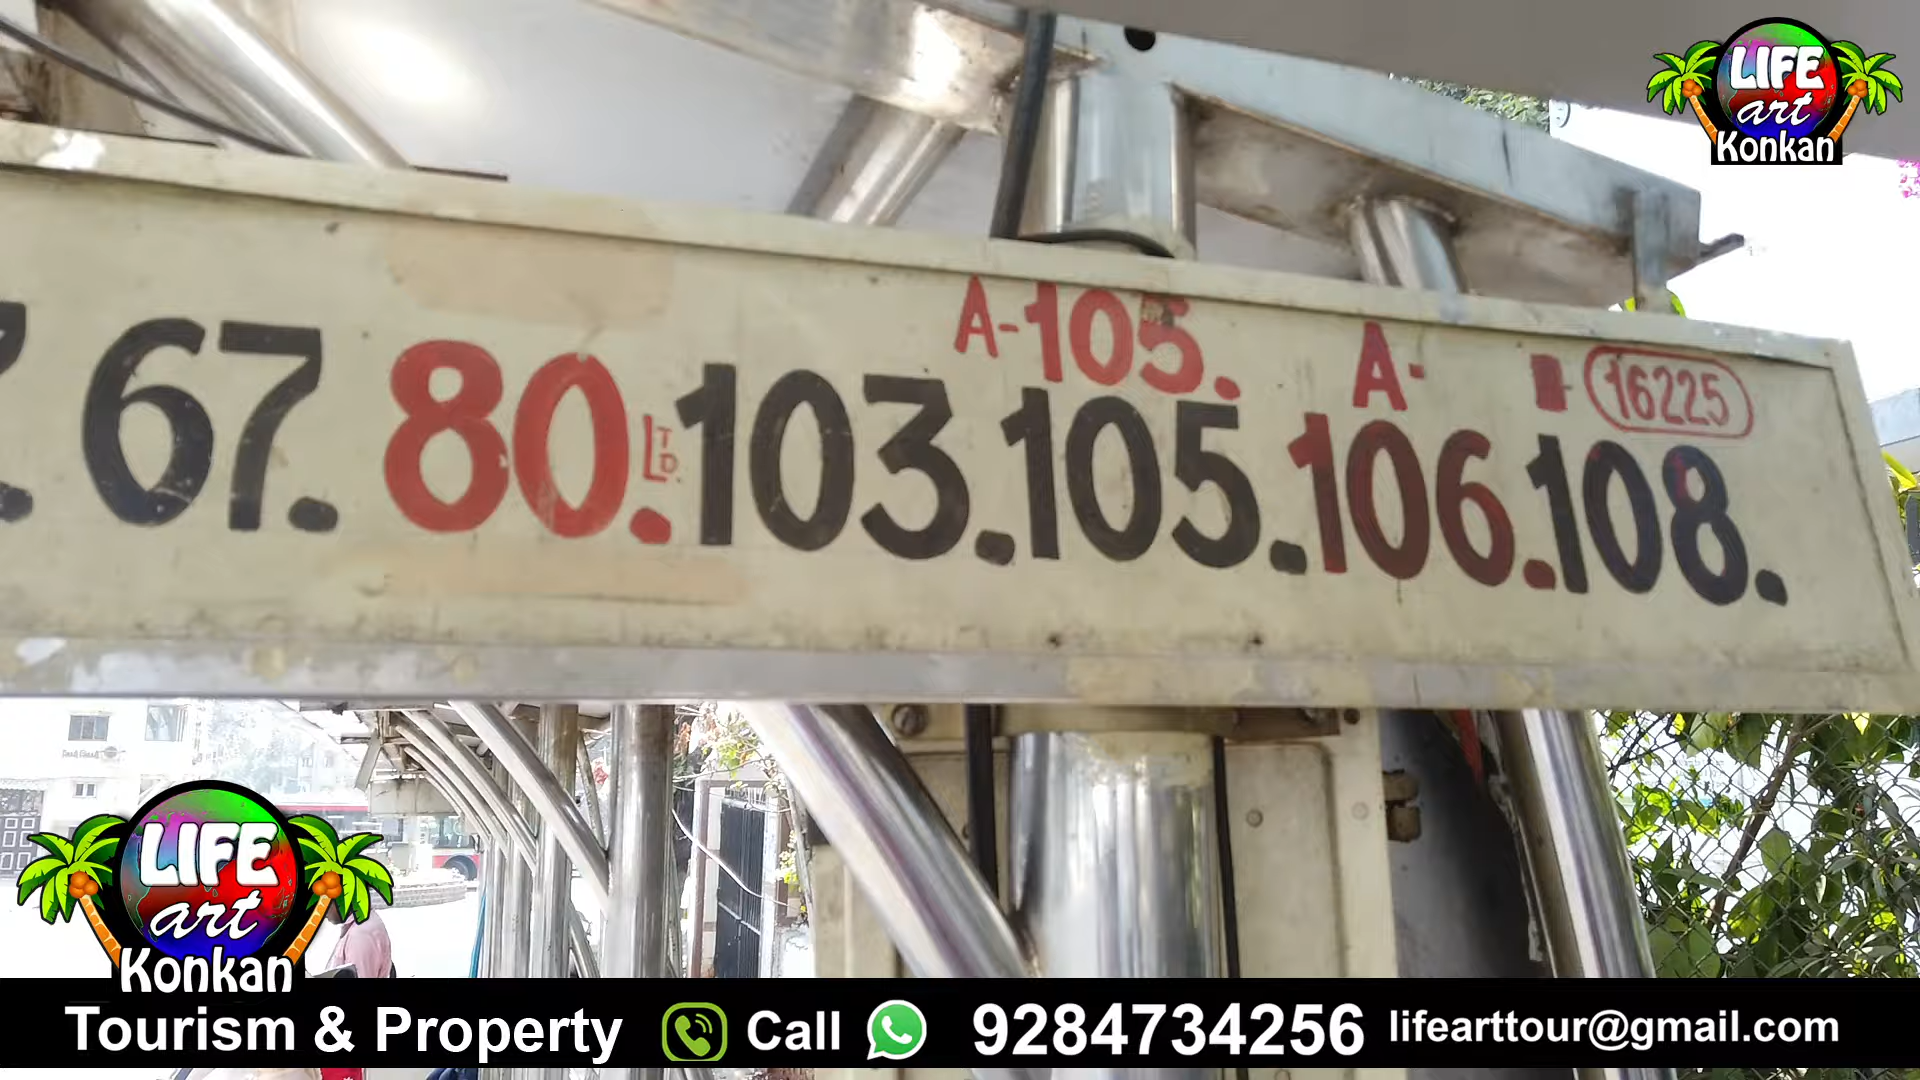 LIFE
art
Konkan
A-105. A- 16225
67. 80. LTD 103. 105. 106. 108.
LIFE
art
Konkan
Tourism & Property Call 9284734256 lifearttour@gmail.com